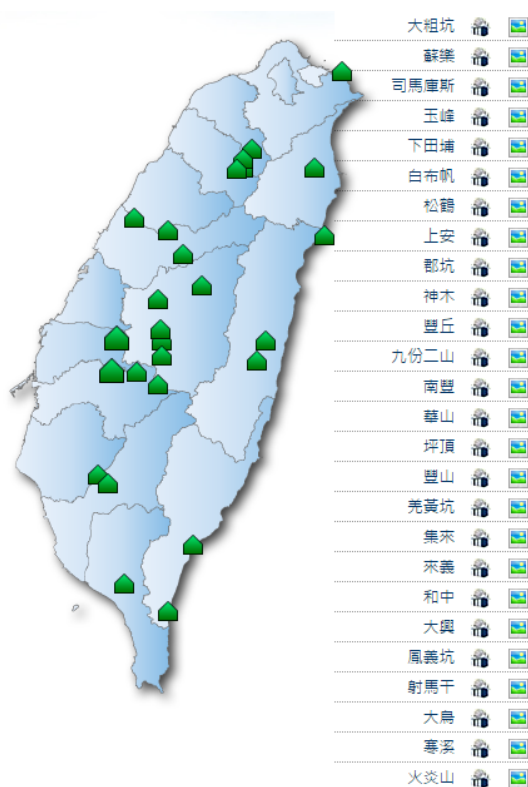 大粗坑
蘇樂
司馬庫斯
玉峰
下田埔
白布帆
松鶴
上安
郡坑
神木
豐丘
九份二山
南豐
華山
坪頂
豐山
羌黃坑
集來
來義
和中
大興
鳳義坑
射馬干
大鳥
寒溪
火炎山